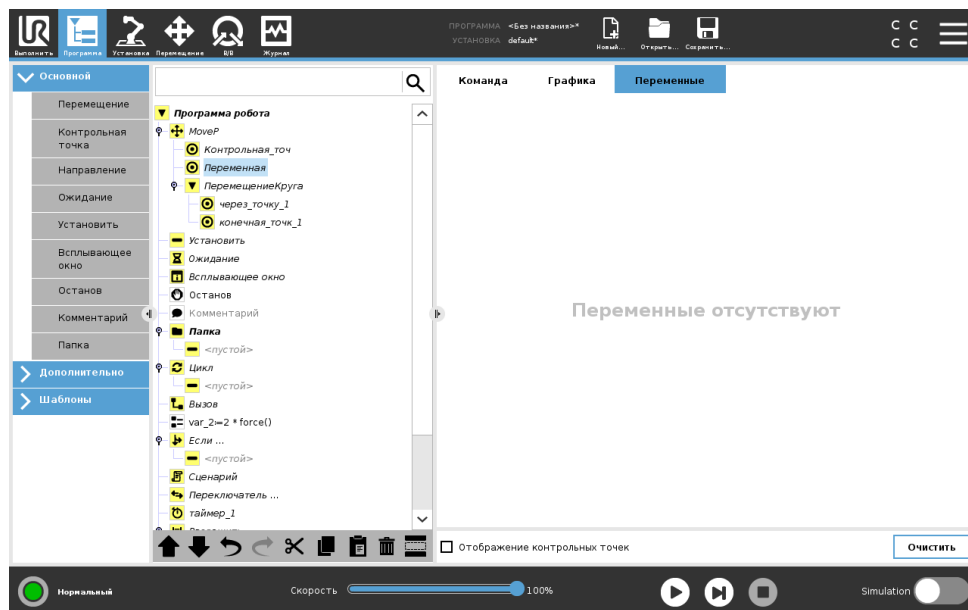 ПРОГРАММА <Без названия>*
УСТАНОВКА default*
Выполнить Программа Установка Перемещение В/В Журнал
Новый... Открыть... Сохранить...
C C
C C
Основной
Перемещение
Контрольная
точка
Направление
Ожидание
Установить
Всплывающее
окно
Останов
Комментарий
Папка
Дополнительно
Шаблоны
Программа робота
MoveP
Контрольная_точ
Переменная
ПеремещениеКруга
через_точку_1
конечная_точк_1
Установить
Ожидание
Всплывающее окно
Останов
Комментарий
Папка
<пустой>
Цикл
<пустой>
Вызов
var_2≔2 * force()
Если ...
<пустой>
Сценарий
Переключатель ...
таймер_1
Команда Графика Переменные
Переменные отсутствуют
Отображение контрольных точек
Очистить
Нормальный
Скорость 100%
Simulation